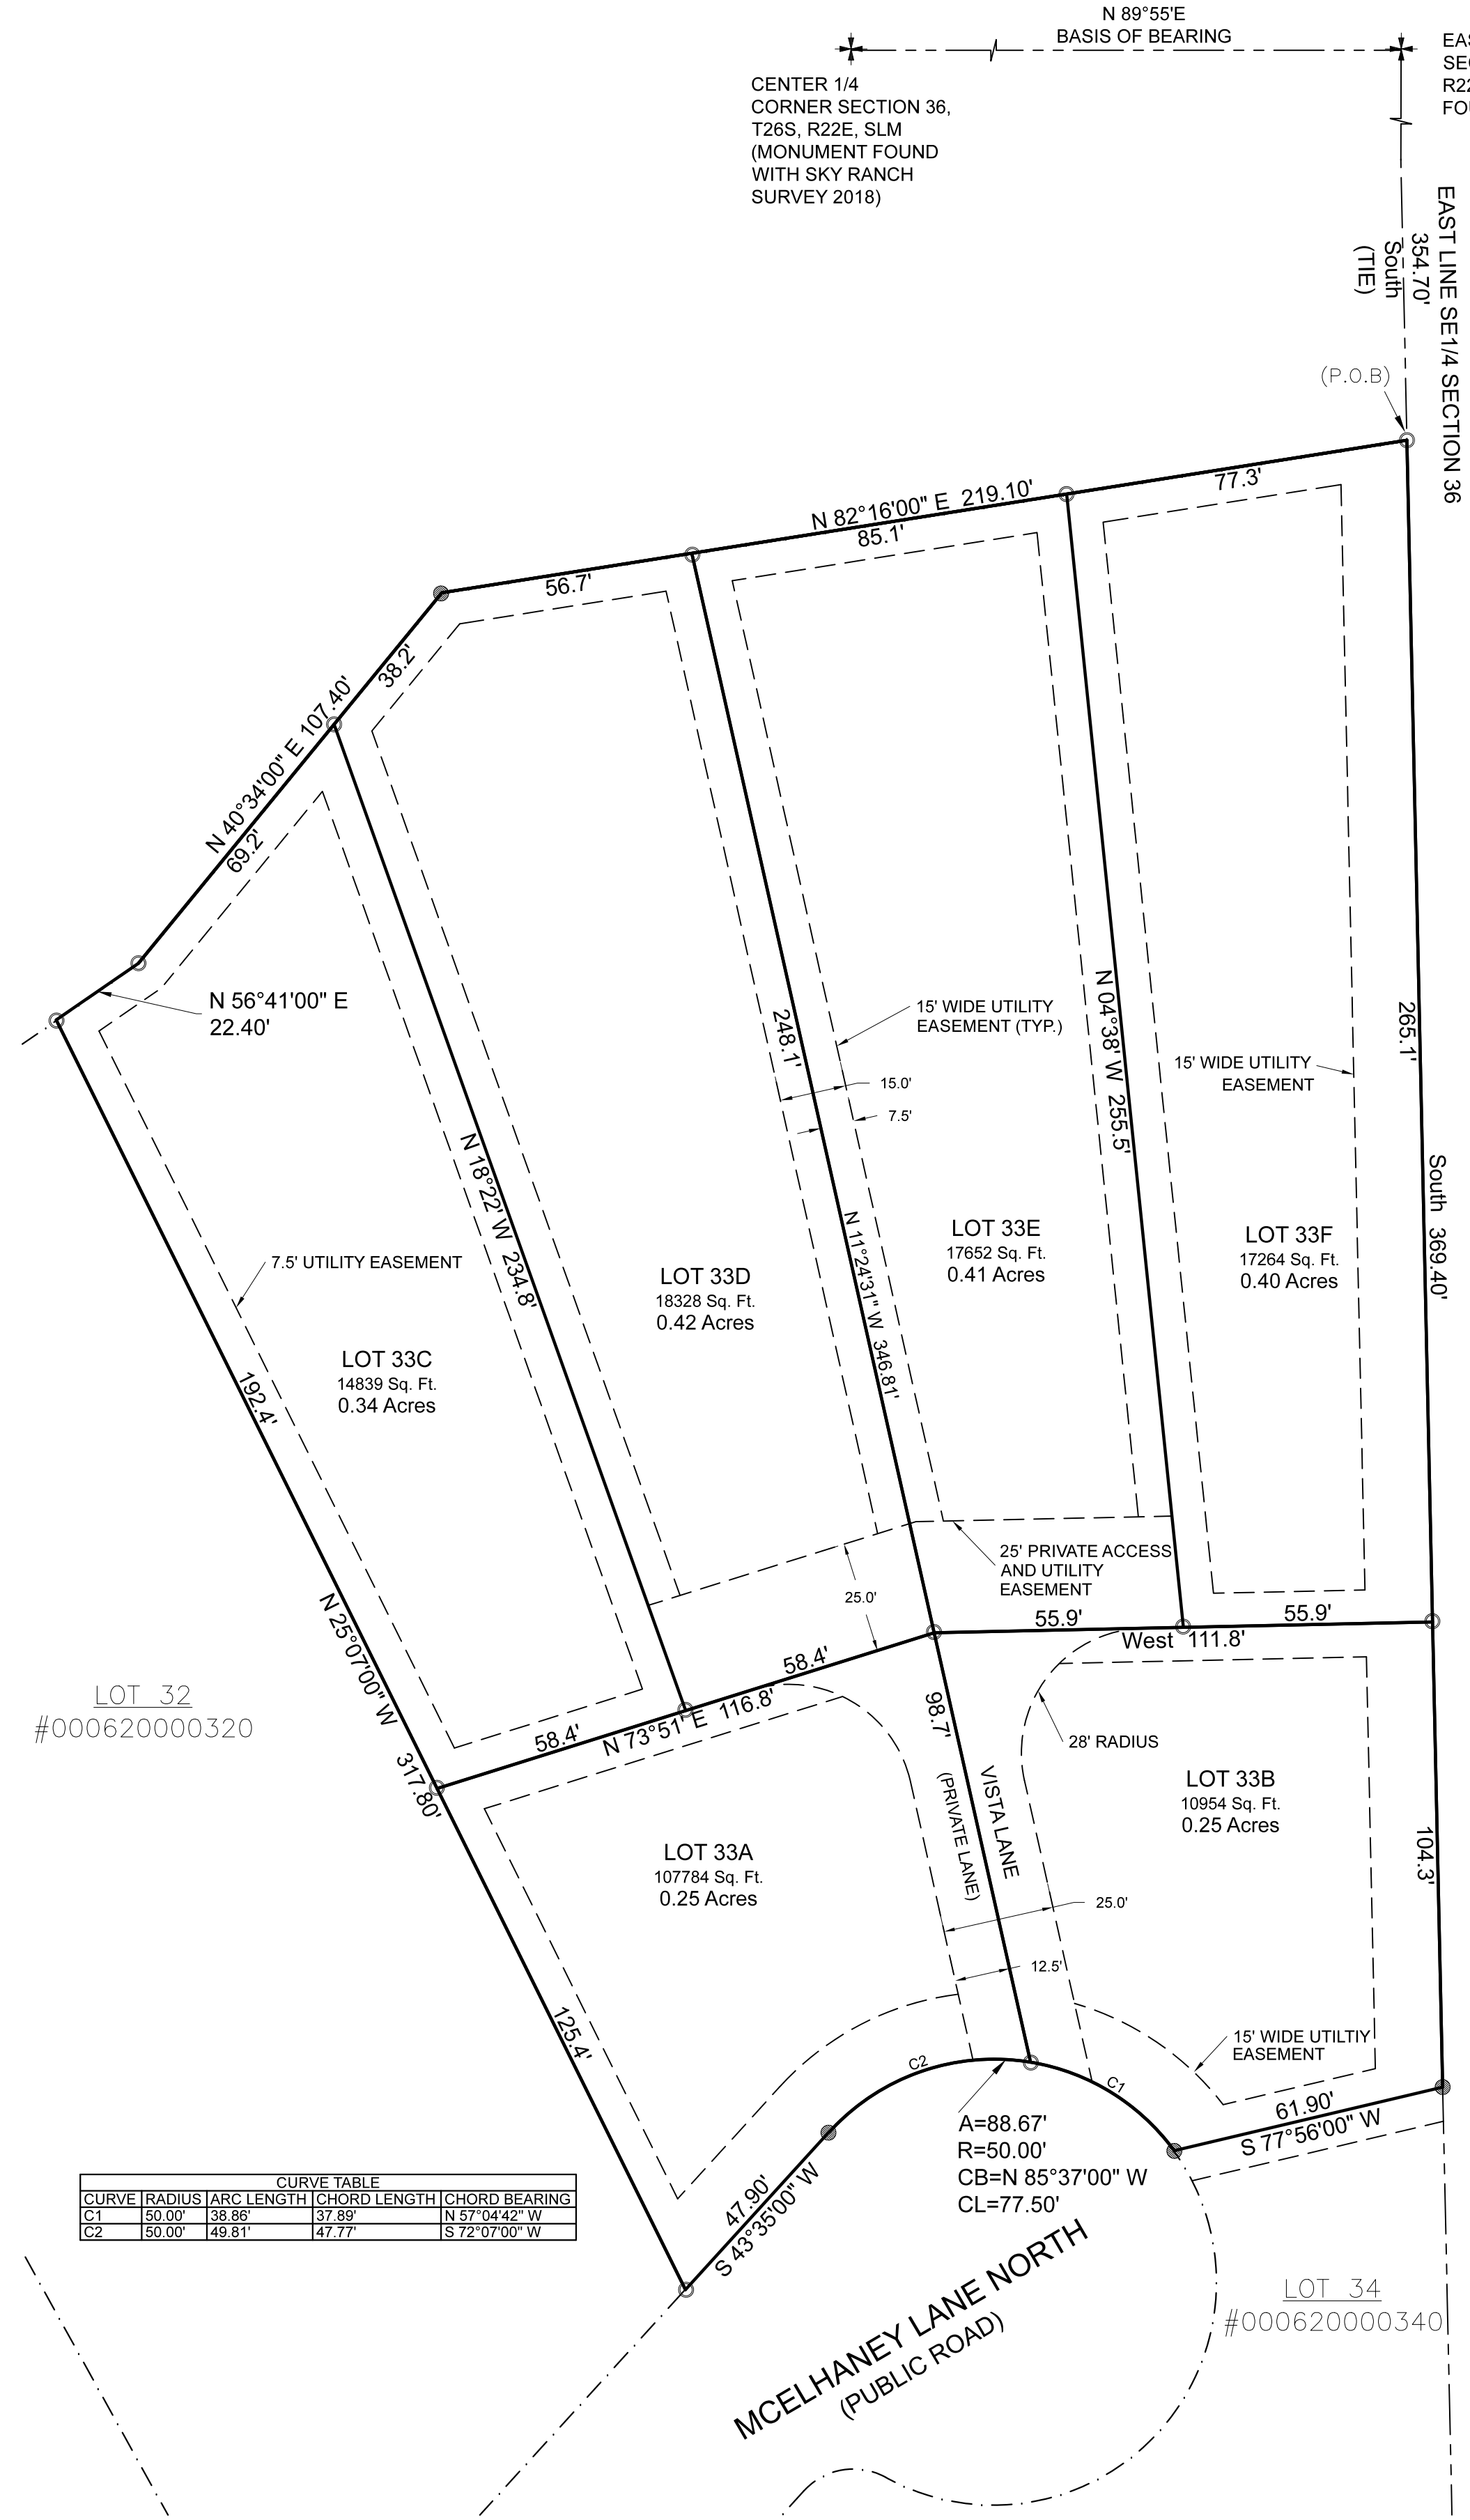 N 89°55'E
BASIS OF BEARING
CENTER 1/4
CORNER SECTION 36,
T26S, R22E, SLM
(MONUMENT FOUND
WITH SKY RANCH
SURVEY 2018)
EAST LINE SE1/4 SECTION 36
354.70'
South
(TIE)
(P.O.B)
77.3'
N 82°16'00" E 219.10'
85.1'
56.7'
38.2'
N 40°34'00" E 107.40'
69.2'
N 56°41'00" E
22.40'
15' WIDE UTILITY
EASEMENT (TYP.)
248.1'
15.0'
7.5'
N 04°38' W 255.5'
15' WIDE UTILITY
EASEMENT
265.1'
South 369.40'
N 18°22' W 234.8'
N 11°24'31" W 346.81'
7.5' UTILITY EASEMENT
LOT 33C
14839 Sq. Ft.
0.34 Acres
LOT 33D
18328 Sq. Ft.
0.42 Acres
LOT 33E
17652 Sq. Ft.
0.41 Acres
LOT 33F
17264 Sq. Ft.
0.40 Acres
192.4'
N 25°07'00" W 317.80'
25' PRIVATE ACCESS
AND UTILITY
EASEMENT
25.0'
55.9'
55.9'
West 111.8'
58.4'
58.4'
N 73°51' E 116.8'
98.7'
28' RADIUS
VISTA LANE
(PRIVATE LANE)
LOT 32
#000620000320
LOT 33B
10954 Sq. Ft.
0.25 Acres
LOT 33A
107784 Sq. Ft.
0.25 Acres
104.3'
25.0'
12.5'
125.4'
15' WIDE UTILTIY
EASEMENT
C2
C1
61.90'
S 77°56'00" W
A=88.67'
R=50.00'
CB=N 85°37'00" W
CL=77.50'
47.90'
S 43°35'00" W
CURVE TABLE
CURVE RADIUS ARC LENGTH CHORD LENGTH CHORD BEARING
C1 50.00' 38.86' 37.89' N 57°04'42" W
C2 50.00' 49.81' 47.77' S 72°07'00" W
MCELHANEY LANE NORTH
(PUBLIC ROAD)
LOT 34
#000620000340